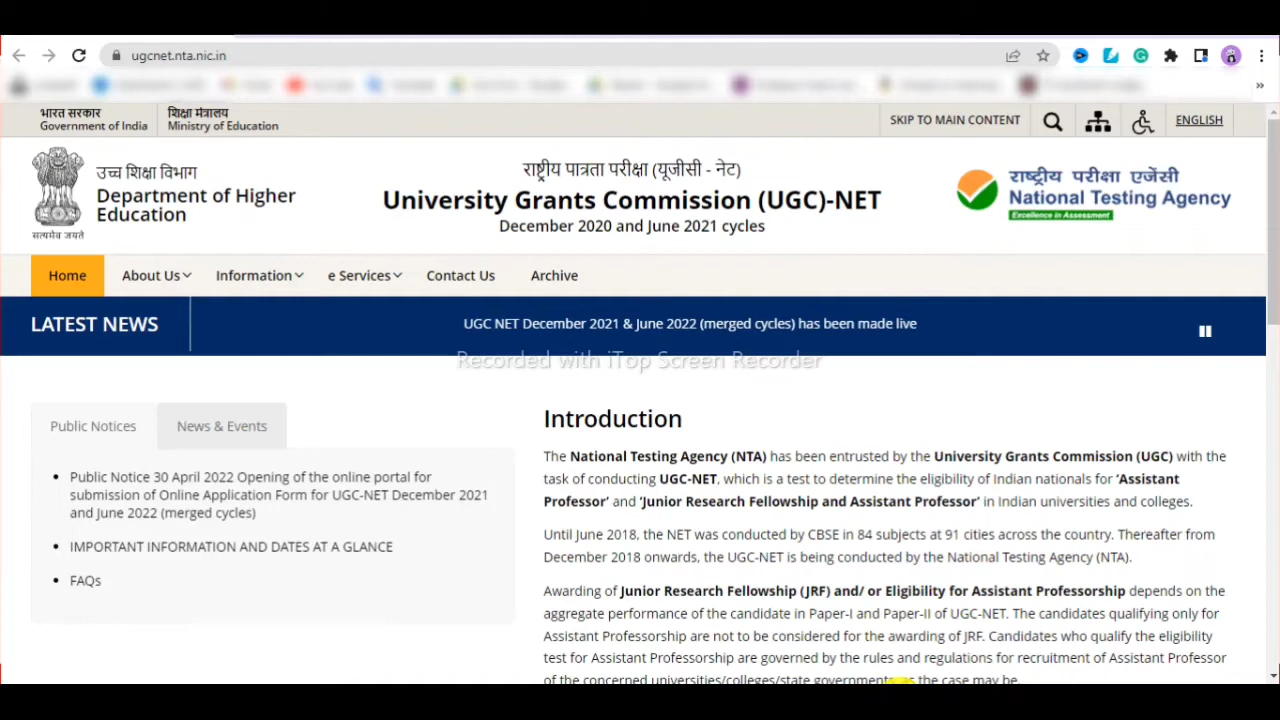 ugcnet.nta.nic.in
भारत सरकार
Government of India
शिक्षा मंत्रालय
Ministry of Education
SKIP TO MAIN CONTENT
ENGLISH
उच्च शिक्षा विभाग
Department of Higher
Education
सत्यमेव जयते
राष्ट्रीय पात्रता परीक्षा (यूजीसी - नेट)
University Grants Commission (UGC)-NET
December 2020 and June 2021 cycles
राष्ट्रीय परीक्षा एजेंसी
National Testing Agency
Excellence in Assessment
Home About Us Information e Services Contact Us Archive
LATEST NEWS
UGC NET December 2021 & June 2022 (merged cycles) has been made live
Recorded with iTop Screen Recorder
Public Notices News & Events
Public Notice 30 April 2022 Opening of the online portal for
submission of Online Application Form for UGC-NET December 2021
and June 2022 (merged cycles)
IMPORTANT INFORMATION AND DATES AT A GLANCE
FAQs
Introduction
The National Testing Agency (NTA) has been entrusted by the University Grants Commission (UGC) with the
task of conducting UGC-NET, which is a test to determine the eligibility of Indian nationals for 'Assistant
Professor' and 'Junior Research Fellowship and Assistant Professor' in Indian universities and colleges.
Until June 2018, the NET was conducted by CBSE in 84 subjects at 91 cities across the country. Thereafter from
December 2018 onwards, the UGC-NET is being conducted by the National Testing Agency (NTA).
Awarding of Junior Research Fellowship (JRF) and/ or Eligibility for Assistant Professorship depends on the
aggregate performance of the candidate in Paper-I and Paper-II of UGC-NET. The candidates qualifying only for
Assistant Professorship are not to be considered for the awarding of JRF. Candidates who qualify the eligibility
test for Assistant Professorship are governed by the rules and regulations for recruitment of Assistant Professor
of the concerned universities/colleges/state governments as the case may be.